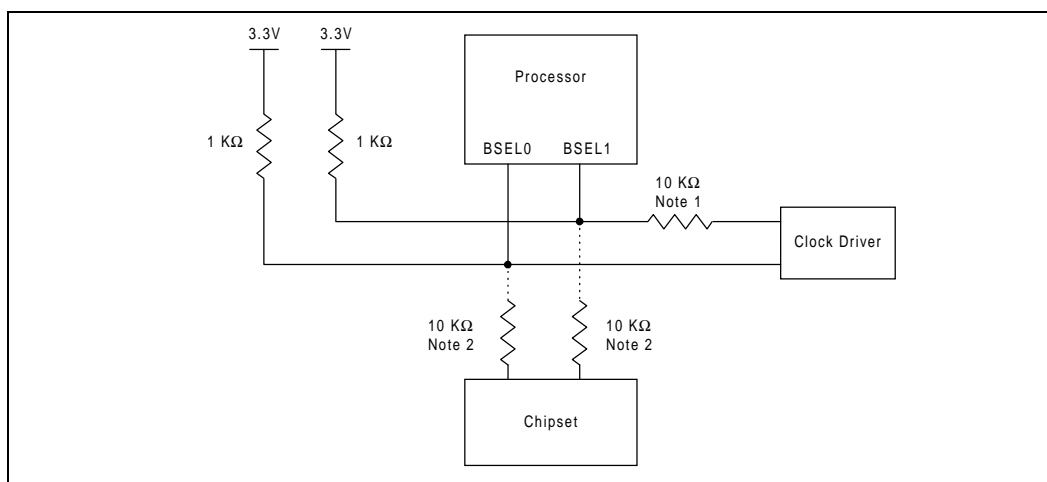 3.3V
3.3V
Processor
1 KΩ
1 KΩ
BSEL0
BSEL1
10 KΩ
Note 1
Clock Driver
10 KΩ
Note 2
10 KΩ
Note 2
Chipset